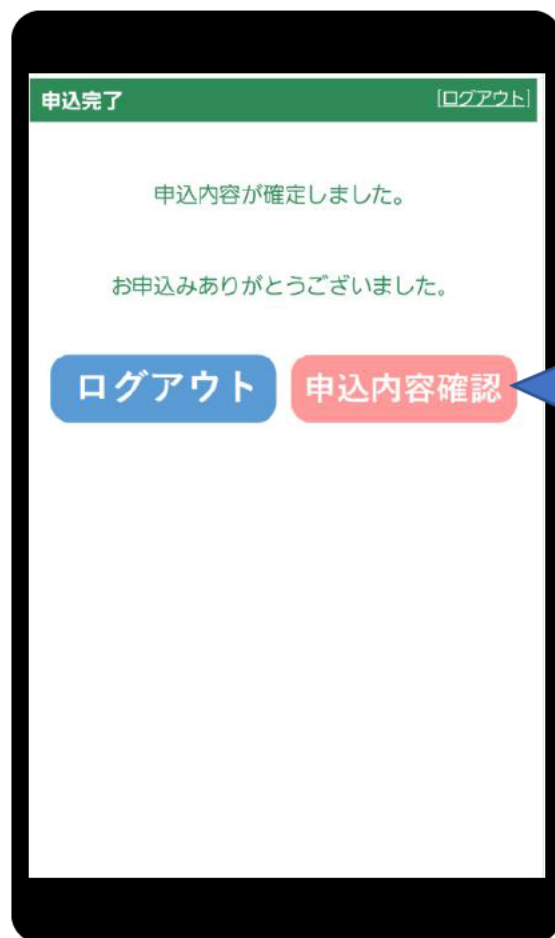 申込完了 [ログアウト]
申込内容が確定しました。
お申込みありがとうございました。
ログアウト 申込内容確認